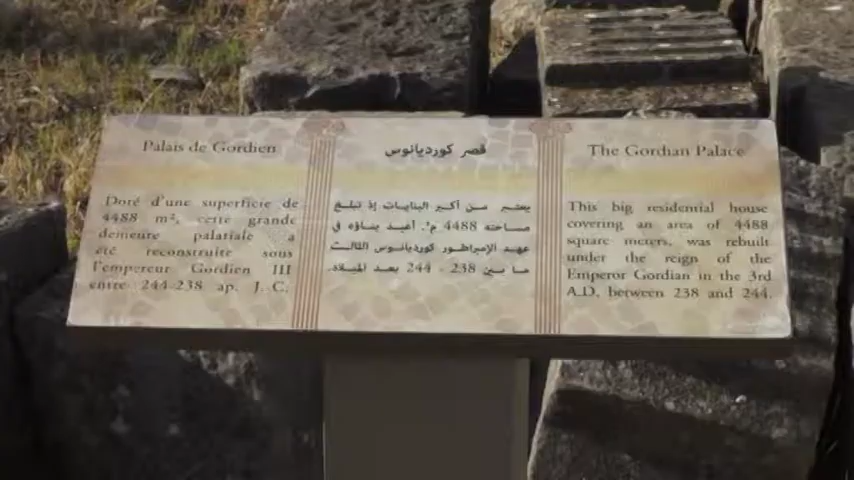 Palais de Gordien
Doré d'une superficie de
4488 m², cette grande
demeure palatiale a
été reconstruite sous
l'empereur Gordien III
entre 244-238 ap. J. C.
قصر كورديانوس
يعتبر من أكبر البنايات إذ تبلغ
مساحته 4488 م². أعيد بناؤه في
عهد الإمبراطور كورديانوس الثالث
ما بين 238 - 244 بعد الميلاد.
The Gordian Palace
This big residential house
covering an area of 4488
square meters, was rebuilt
under the reign of the
Emperor Gordian in the 3rd
A.D, between 238 and 244.